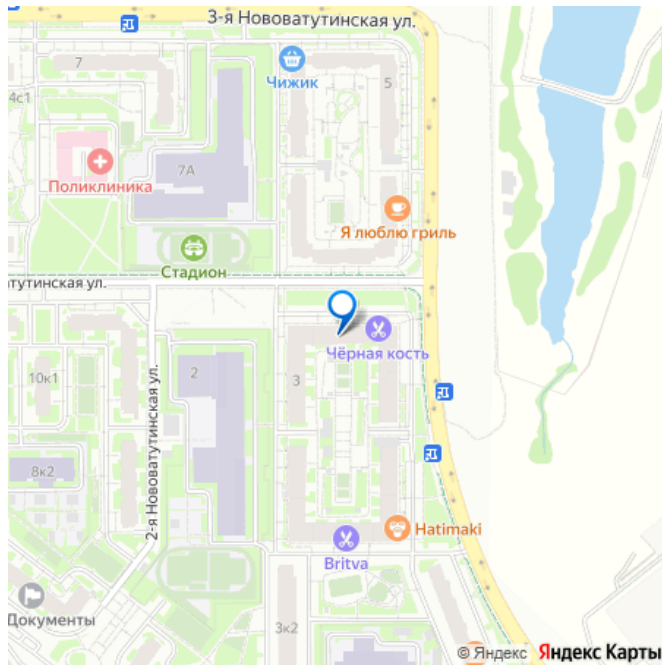 3-я Нововатутинская ул.
7
Чижик
5
4с1
7А
Поликлиника
Я люблю гриль
Стадион
атутинская ул.
Чёрная кость
10к1
2
3
2-я Нововатутинская ул.
8к2
Hatimaki
Britva
Документы
3к2
© Яндекс Яндекс Карты